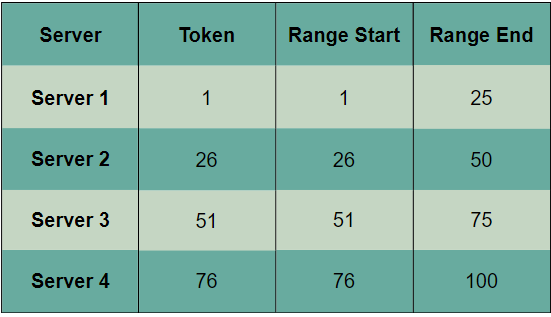 Server Token Range Start Range End
Server 1 1 1 25
Server 2 26 26 50
Server 3 51 51 75
Server 4 76 76 100